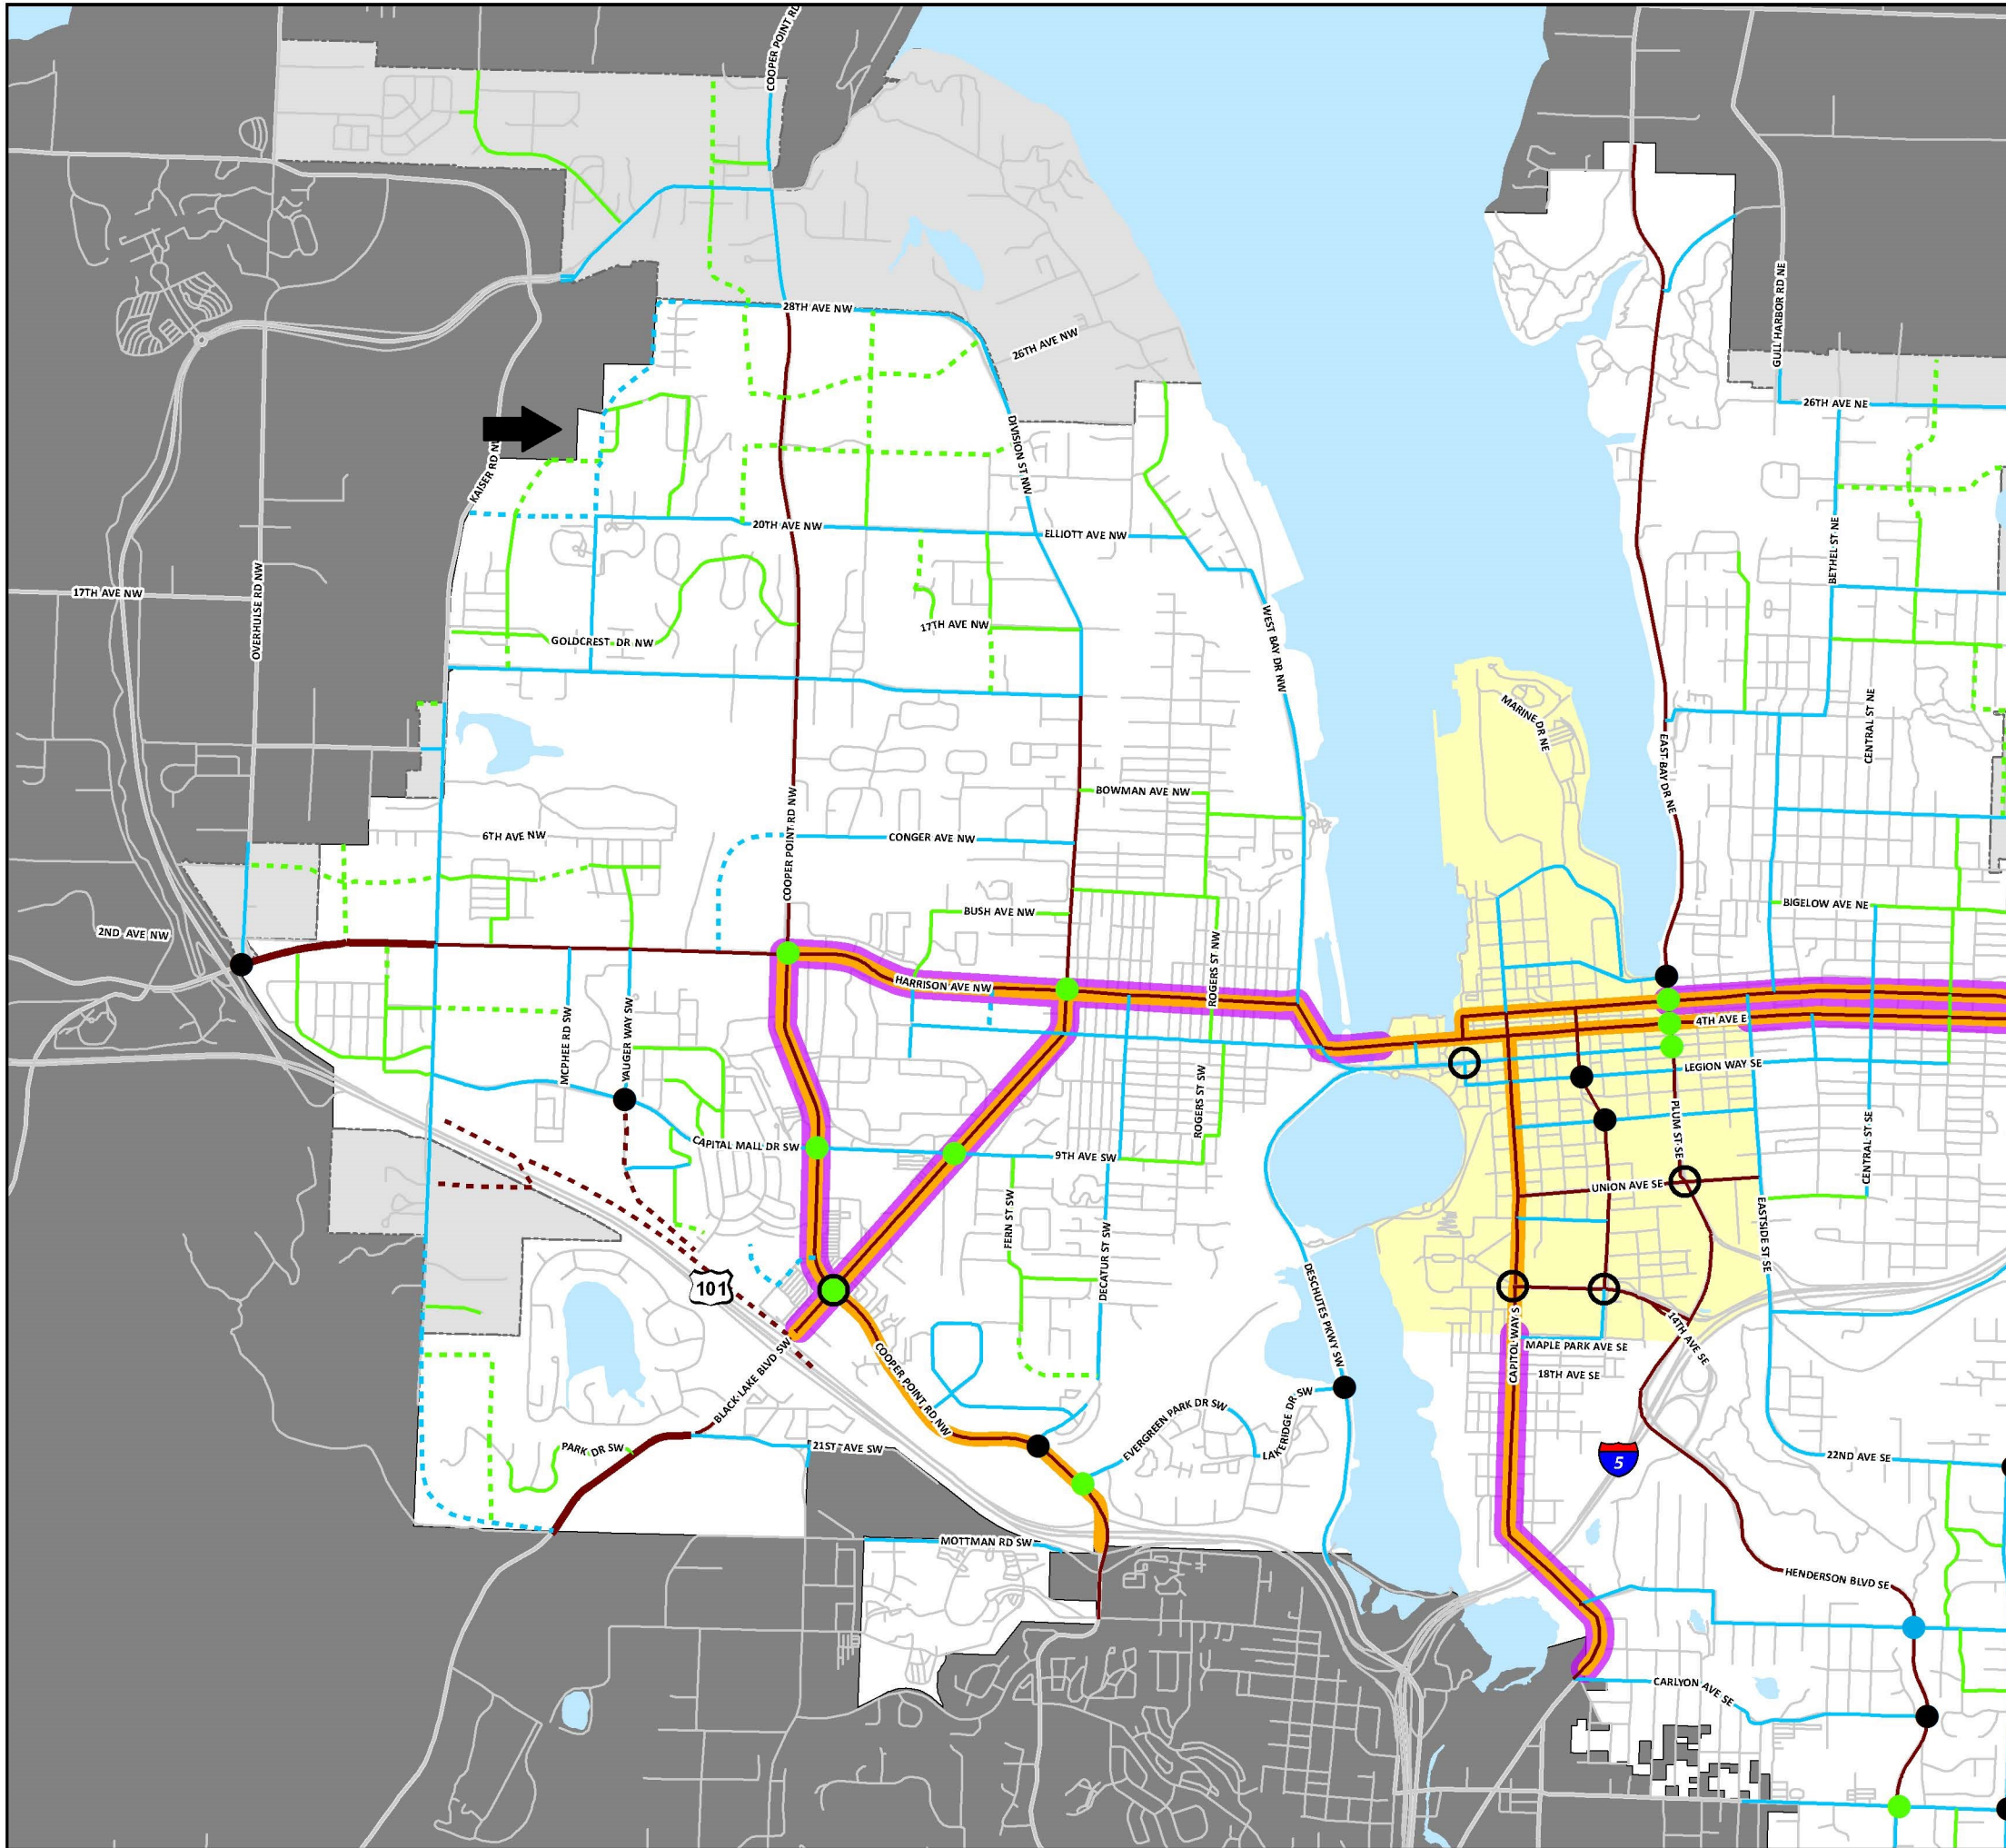 COOPER POINT RD
28TH AVE NW
26TH AVE NW
GULL HARBOR RD NE
26TH AVE NE
KAISER RD N
DIVISION ST NW
20TH AVE NW
ELLIOTT AVE NW
BETHEL ST NE
17TH AVE NW
OVERHULSE RD NW
GOLDCREST DR NW
17TH AVE NW
WEST BAY DR NW
MARINE DR NE
EAST BAY DR NE
CENTRAL ST NE
BOWMAN AVE NW
6TH AVE NW
COOPER POINT RD NW
CONGER AVE NW
BUSH AVE NW
BIGELOW AVE NE
2ND AVE NW
HARRISON AVE NW
ROGERS ST NW
4TH AVE E
MCPHEE RD SW
YAUGER WAY SW
LEGION WAY SE
ROGERS ST SW
PLUM ST SE
CENTRAL ST SE
CAPITAL MALL DR SW
9TH AVE SW
UNION AVE SE
FERN ST SW
DECATUR ST SW
EASTSIDE ST SE
101
DESCHUTES PKWY SW
CAPITOL WAY S
14TH AVE SE
MAPLE PARK AVE SE
18TH AVE SE
BLACK LAKE BLVD SW
COOPER POINT RD NW
EVERGREEN PARK DR SW
LAKERIDGE DR SW
PARK DR SW
21ST AVE SW
5
22ND AVE SE
MOTTMAN RD SW
HENDERSON BLVD SE
CARLYON AVE SE